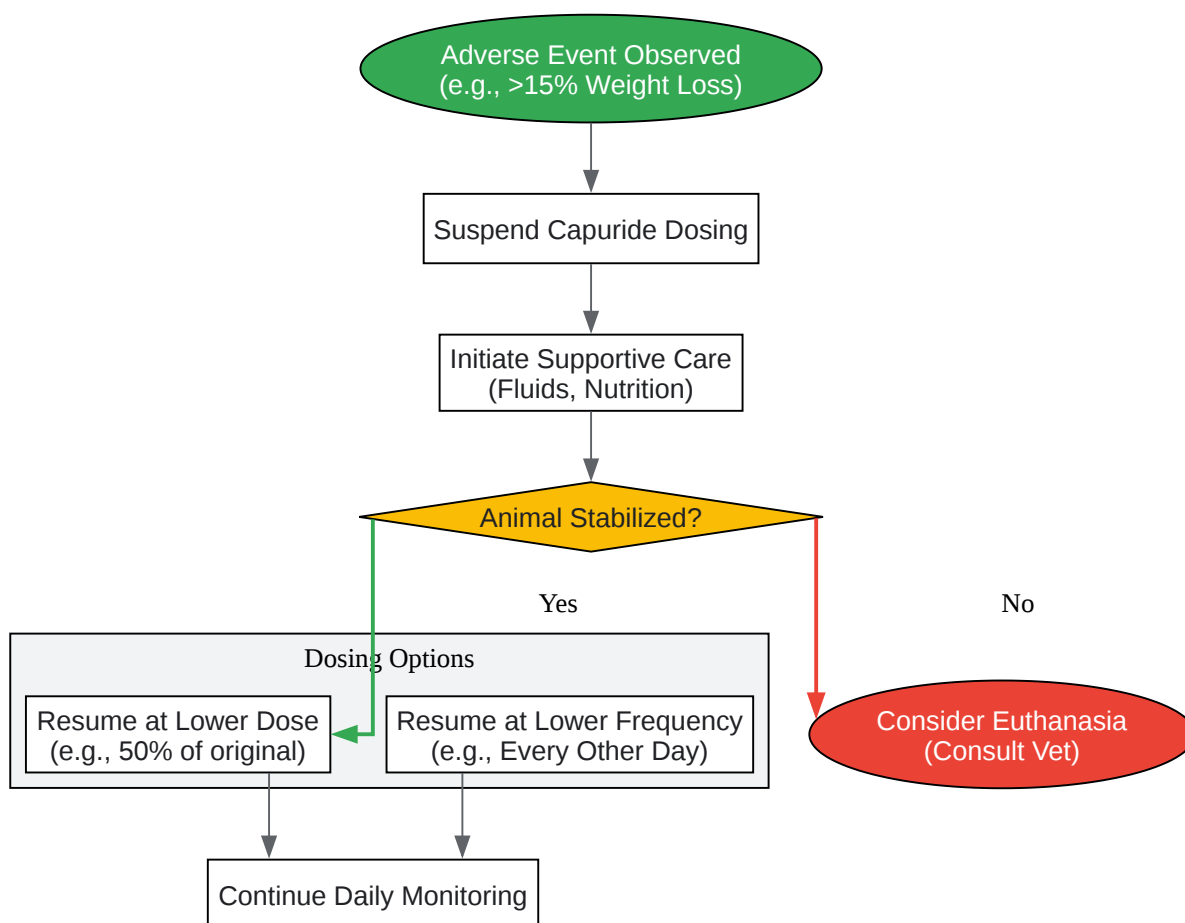 Adverse Event Observed
(e.g., >15% Weight Loss)
Suspend Capuride Dosing
Initiate Supportive Care
(Fluids, Nutrition)
Animal Stabilized?
Yes
No
Dosing Options
Resume at Lower Dose
(e.g., 50% of original)
Resume at Lower Frequency
(e.g., Every Other Day)
Consider Euthanasia
(Consult Vet)
Continue Daily Monitoring